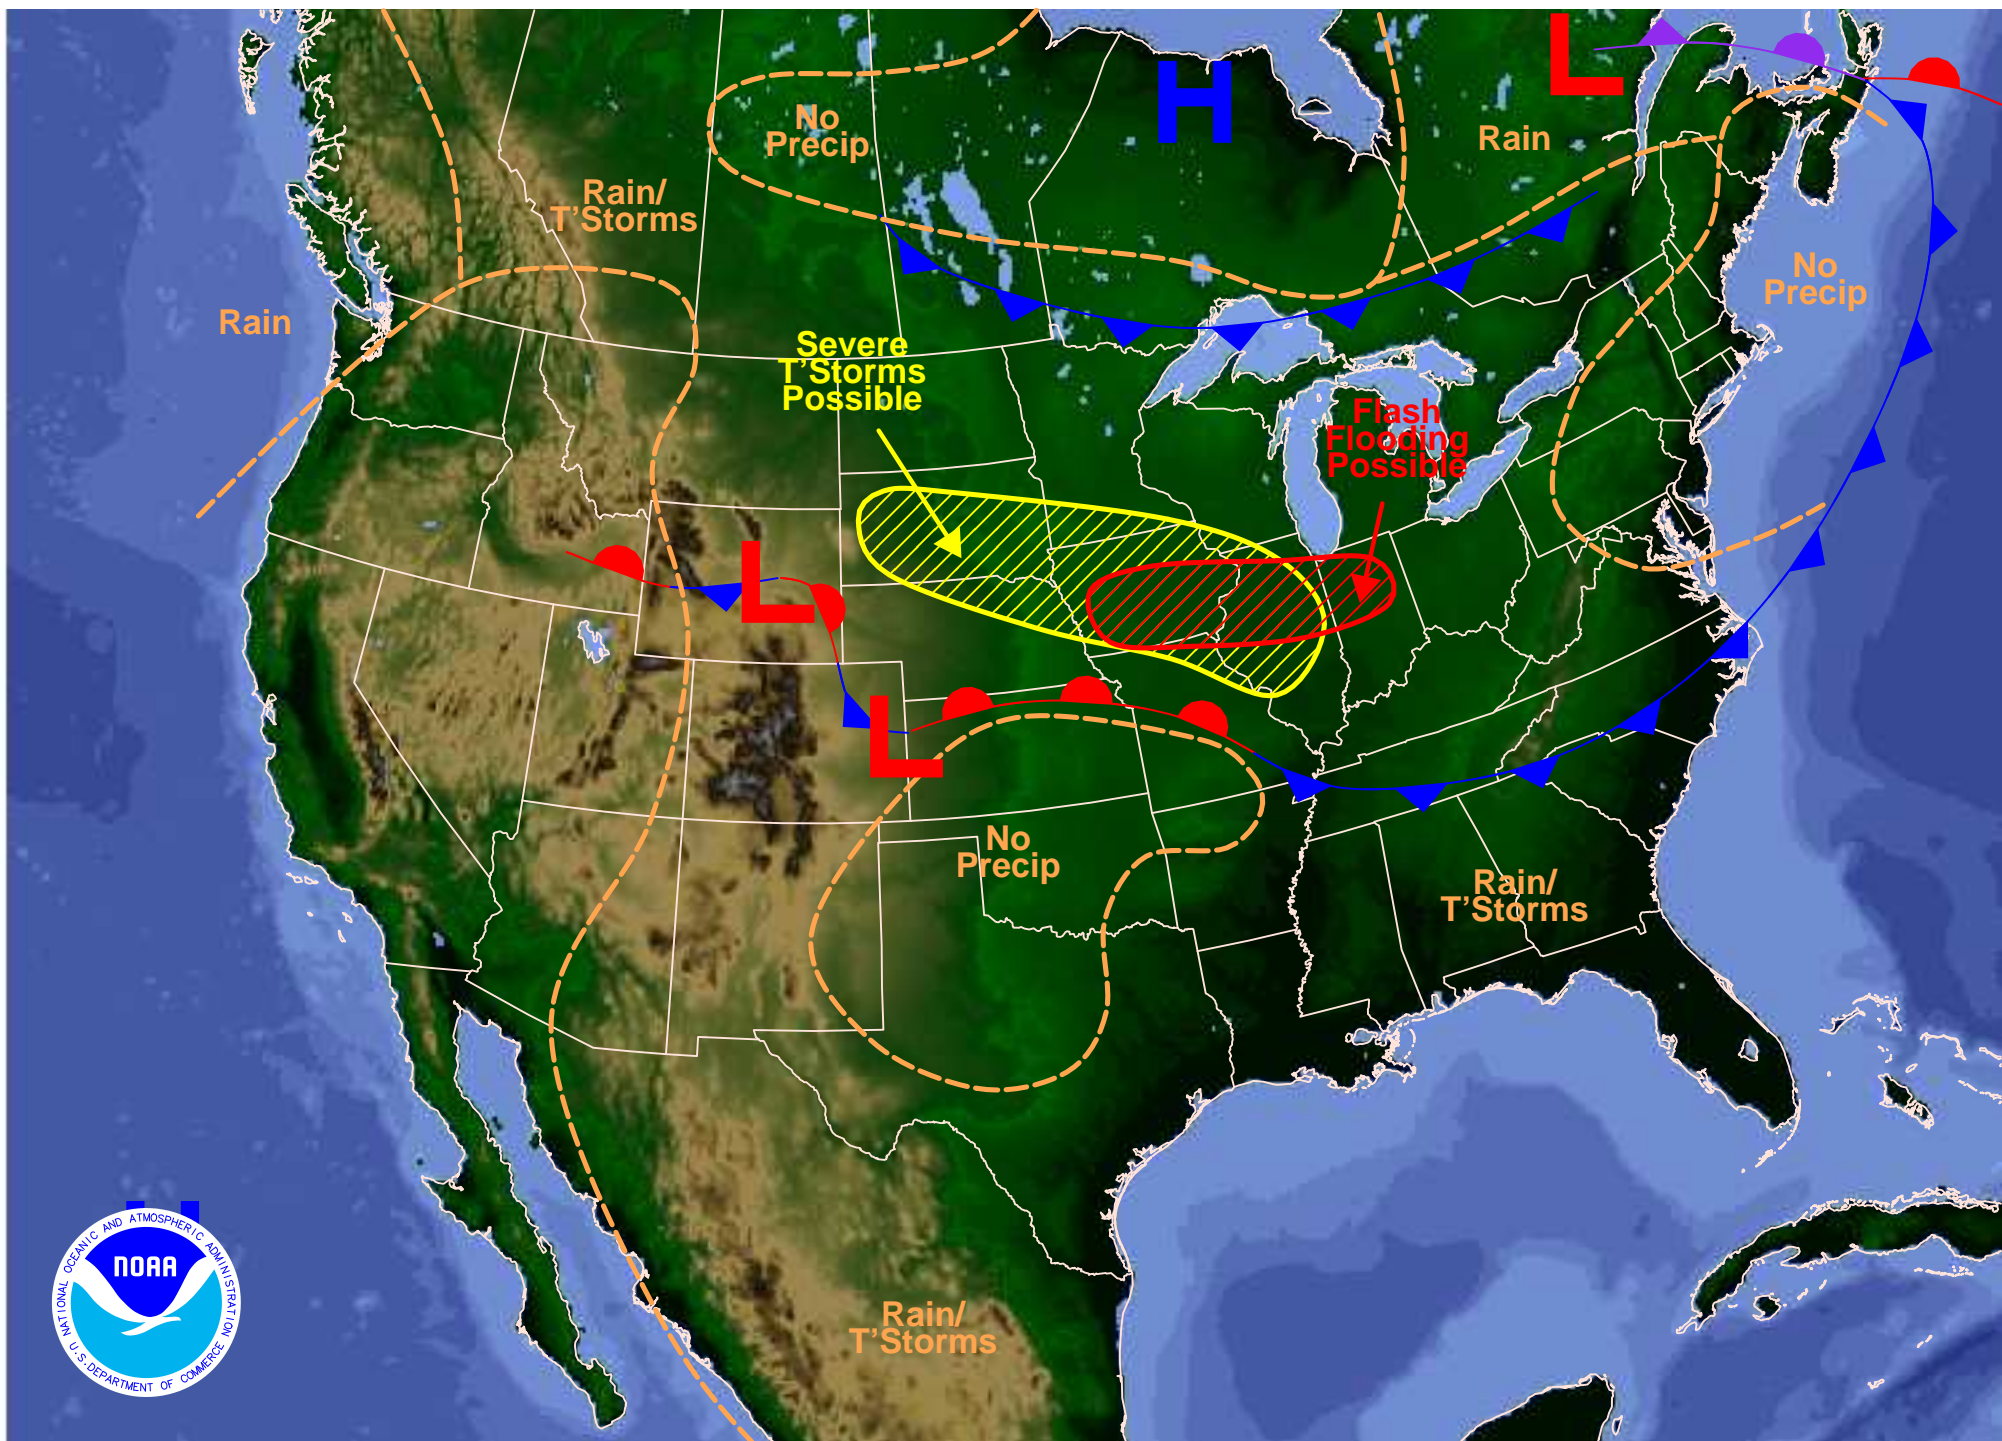 L
H
No
Precip
Rain
Rain/
T'Storms
No
Precip
Rain
Severe
T'Storms
Possible
Flash
Flooding
Possible
L
L
No
Precip
Rain/
T'Storms
Rain/
T'Storms
H
NATIONAL OCEANIC AND ATMOSPHERIC ADMINISTRATION
NOAA
U.S. DEPARTMENT OF COMMERCE